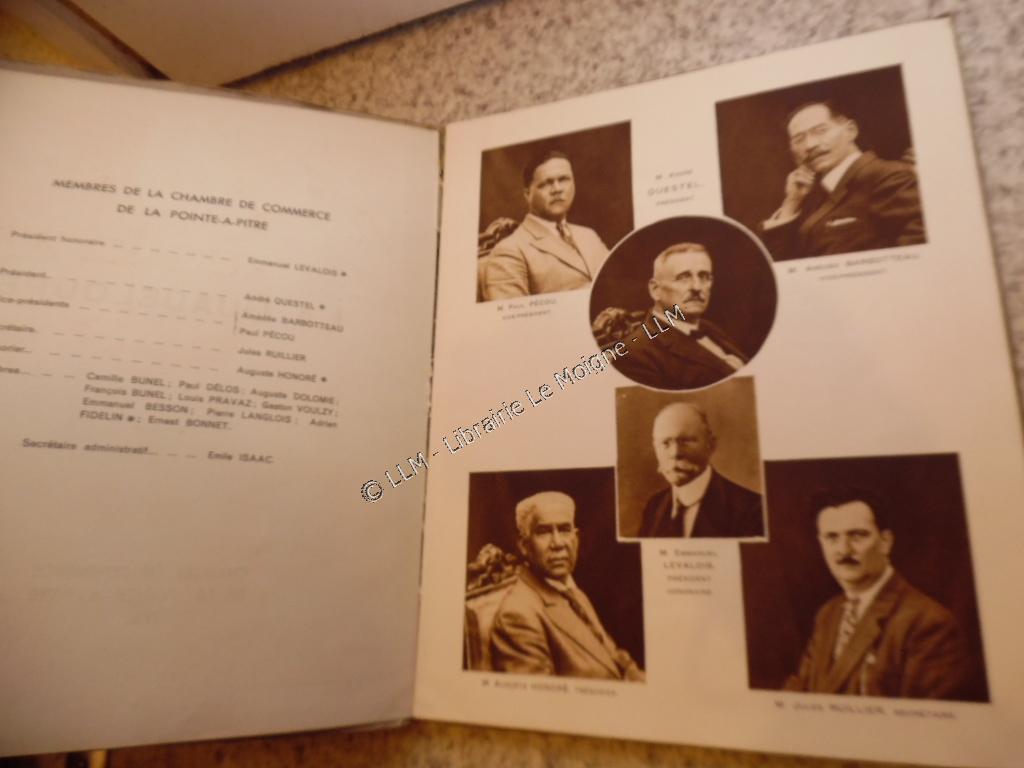 MEMBRES DE LA CHAMBRE DE COMMERCE
DE LA POINTE-A-PITRE
Président honoraire _ _ _ _ _ _ _ Emmanuel LEVALOIS
Président
André QUESTEL
Vice-présidents
Amédée BARBOTTEAU
Paul PÉCOU
Jules RUILLIER
Auguste HONORÉ
Camille BUNEL; Paul DÉLOS; Auguste DOLOMIE;
François BUNEL; Louis PRAVAZ; Gaston VOULZY;
Emmanuel BESSON; Pierre LANGLOIS; Adrien
FIDELIN ; Ernest BONNET.
Secrétaire administratif _ _ _ Emile ISAAC.
M. PAUL PÉCOU,
VICE-PRÉSIDENT.
M. ANDRÉ
QUESTEL,
PRÉSIDENT
M. AMÉDÉE BARBOTTEAU,
VICE-PRÉSIDENT.
M. EMMANUEL
LEVALOIS,
PRÉSIDENT
HONORAIRE.
M. AUGUSTE HONORÉ, TRÉSORIER.
M. JULES RUILLIER, SECRÉTAIRE.
© LLM - Librairie Le Moigne - LLM